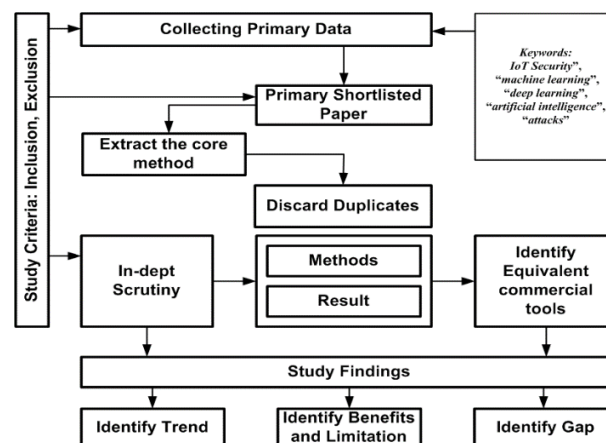 Study Criteria: Inclusion, Exclusion
Collecting Primary Data
Keywords:
IoT Security",
"machine learning",
"deep learning",
"artificial intelligence",
"attacks"
Primary Shortlisted
Paper
Extract the core
method
Discard Duplicates
In-dept
Scrutiny
Methods
Result
Identify
Equivalent
commercial
tools
Study Findings
Identify Trend
Identify Benefits
and Limitation
Identify Gap